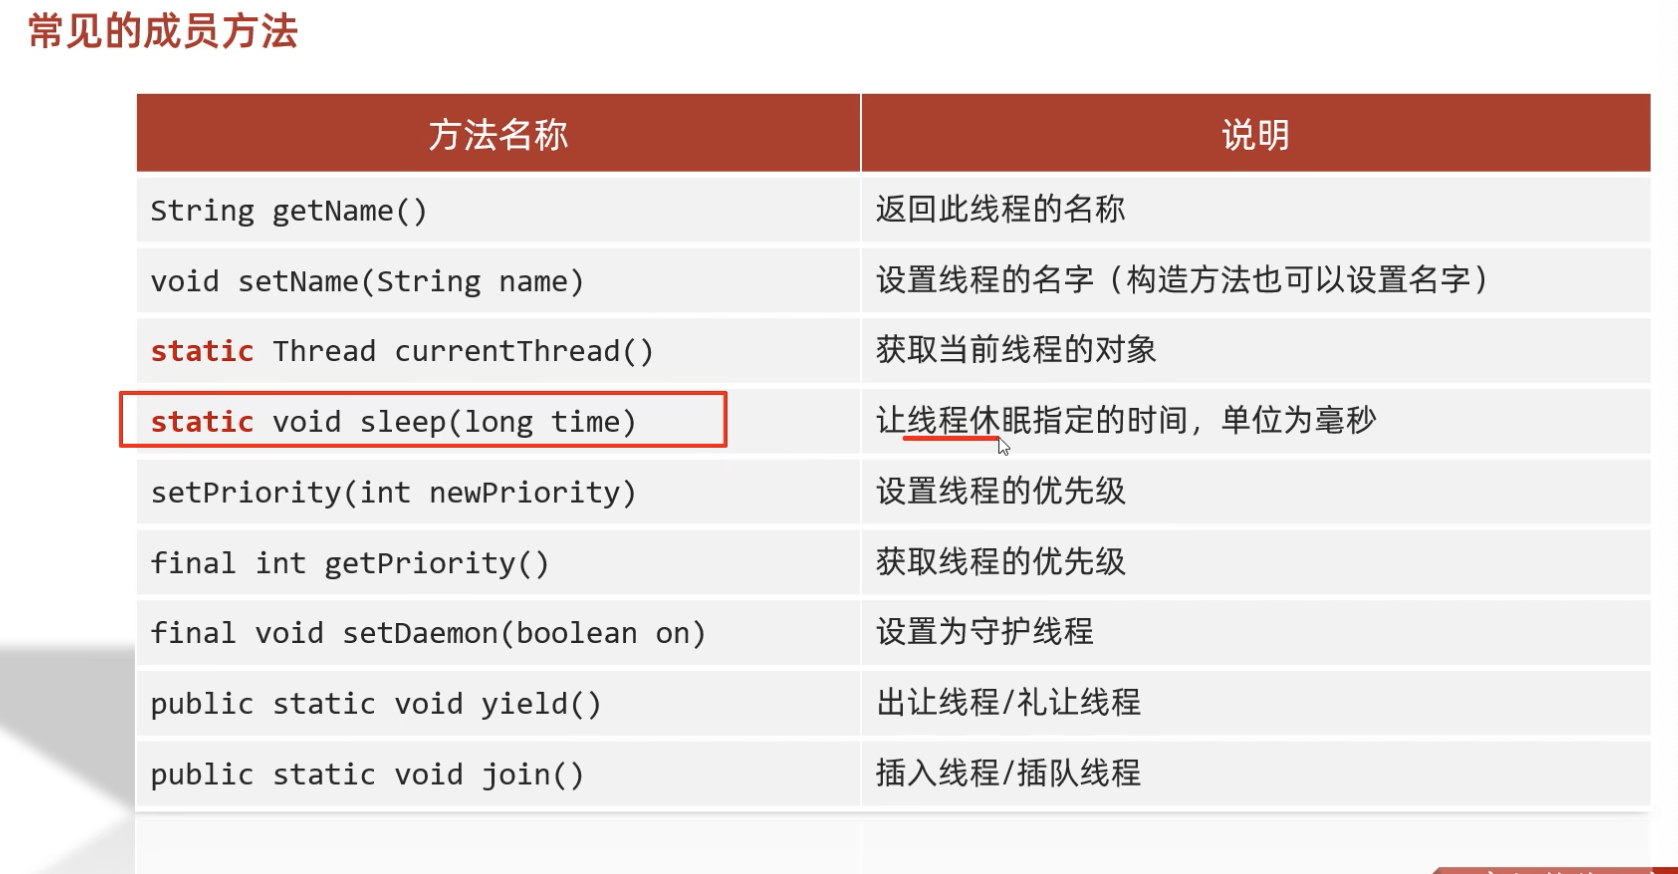 常见的成员方法
方法名称 说明
String getName() 返回此线程的名称
void setName(String name) 设置线程的名字（构造方法也可以设置名字）
static Thread currentThread() 获取当前线程的对象
static void sleep(long time) 让线程休眠指定的时间，单位为毫秒
setPriority(int newPriority) 设置线程的优先级
final int getPriority() 获取线程的优先级
final void setDaemon(boolean on) 设置为守护线程
public static void yield() 出让线程/礼让线程
public static void join() 插入线程/插队线程